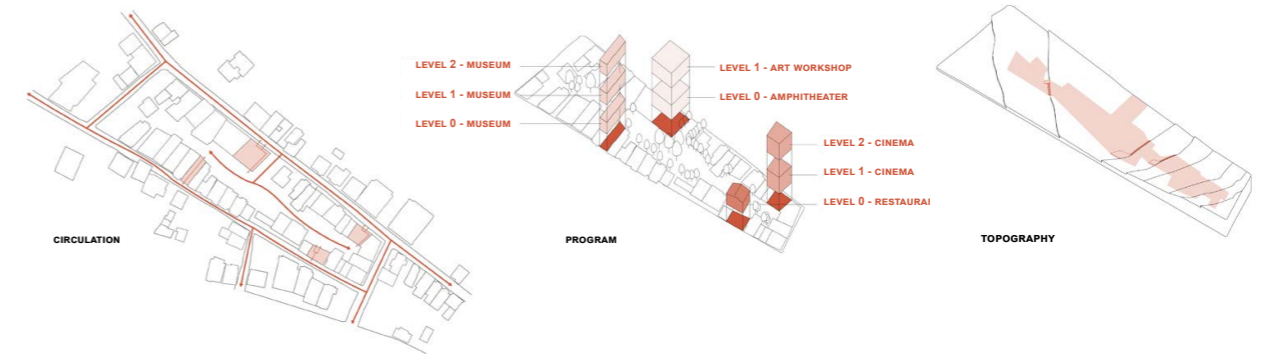 LEVEL 2 - MUSEUM
LEVEL 1 - MUSEUM
LEVEL 0 - MUSEUM
LEVEL 1 - ART WORKSHOP
LEVEL 0 - AMPHITHEATER
LEVEL 2 - CINEMA
LEVEL 1 - CINEMA
LEVEL 0 - RESTAURA
CIRCULATION
PROGRAM
TOPOGRAPHY